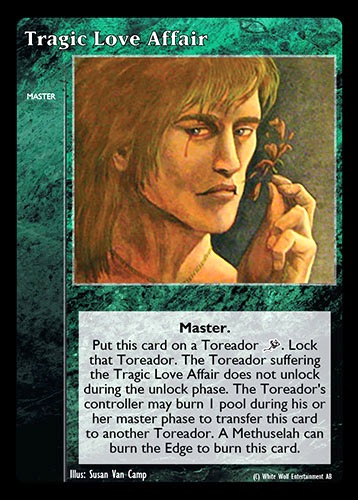 Tragic Love Affair
MASTER
Master.
Put this card on a Toreador . Lock
that Toreador. The Toreador suffering
the Tragic Love Affair does not unlock
during the unlock phase. The Toreador's
controller may burn 1 pool during his or
her master phase to transfer this card
to another Toreador. A Methuselah can
burn the Edge to burn this card.
Illus: Susan Van Camp
(C) White Wolf Entertainment AB